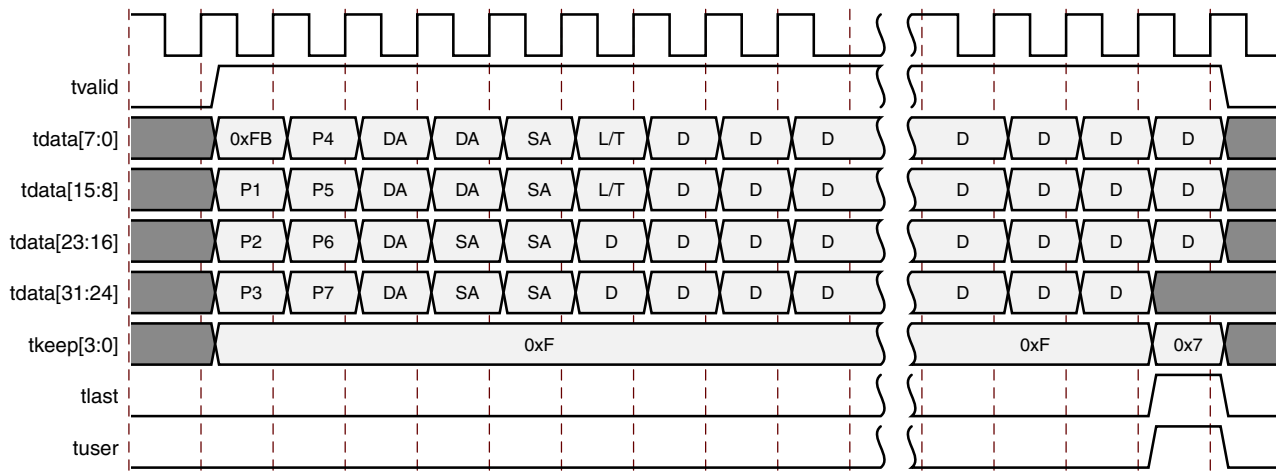 tvalid
tdata[7:0] 0xFB P4 DA DA SA L/T D D D D D D D
tdata[15:8] P1 P5 DA DA SA L/T D D D D D D D
tdata[23:16] P2 P6 DA SA SA D D D D D D D D
tdata[31:24] P3 P7 DA SA SA D D D D D D D
tkeep[3:0] 0xF 0xF 0x7
tlast
tuser